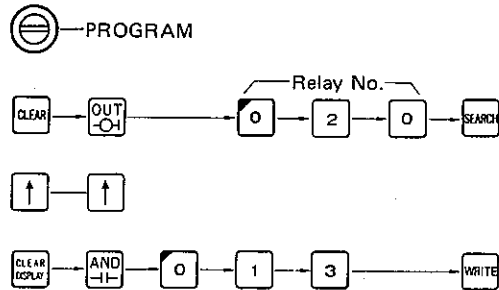 PROGRAM
Relay No.
CLEAR OUT 0 2 0 SEARCH
↑ ↑
CLEAR DISPLAY AND 0 1 3 WRITE